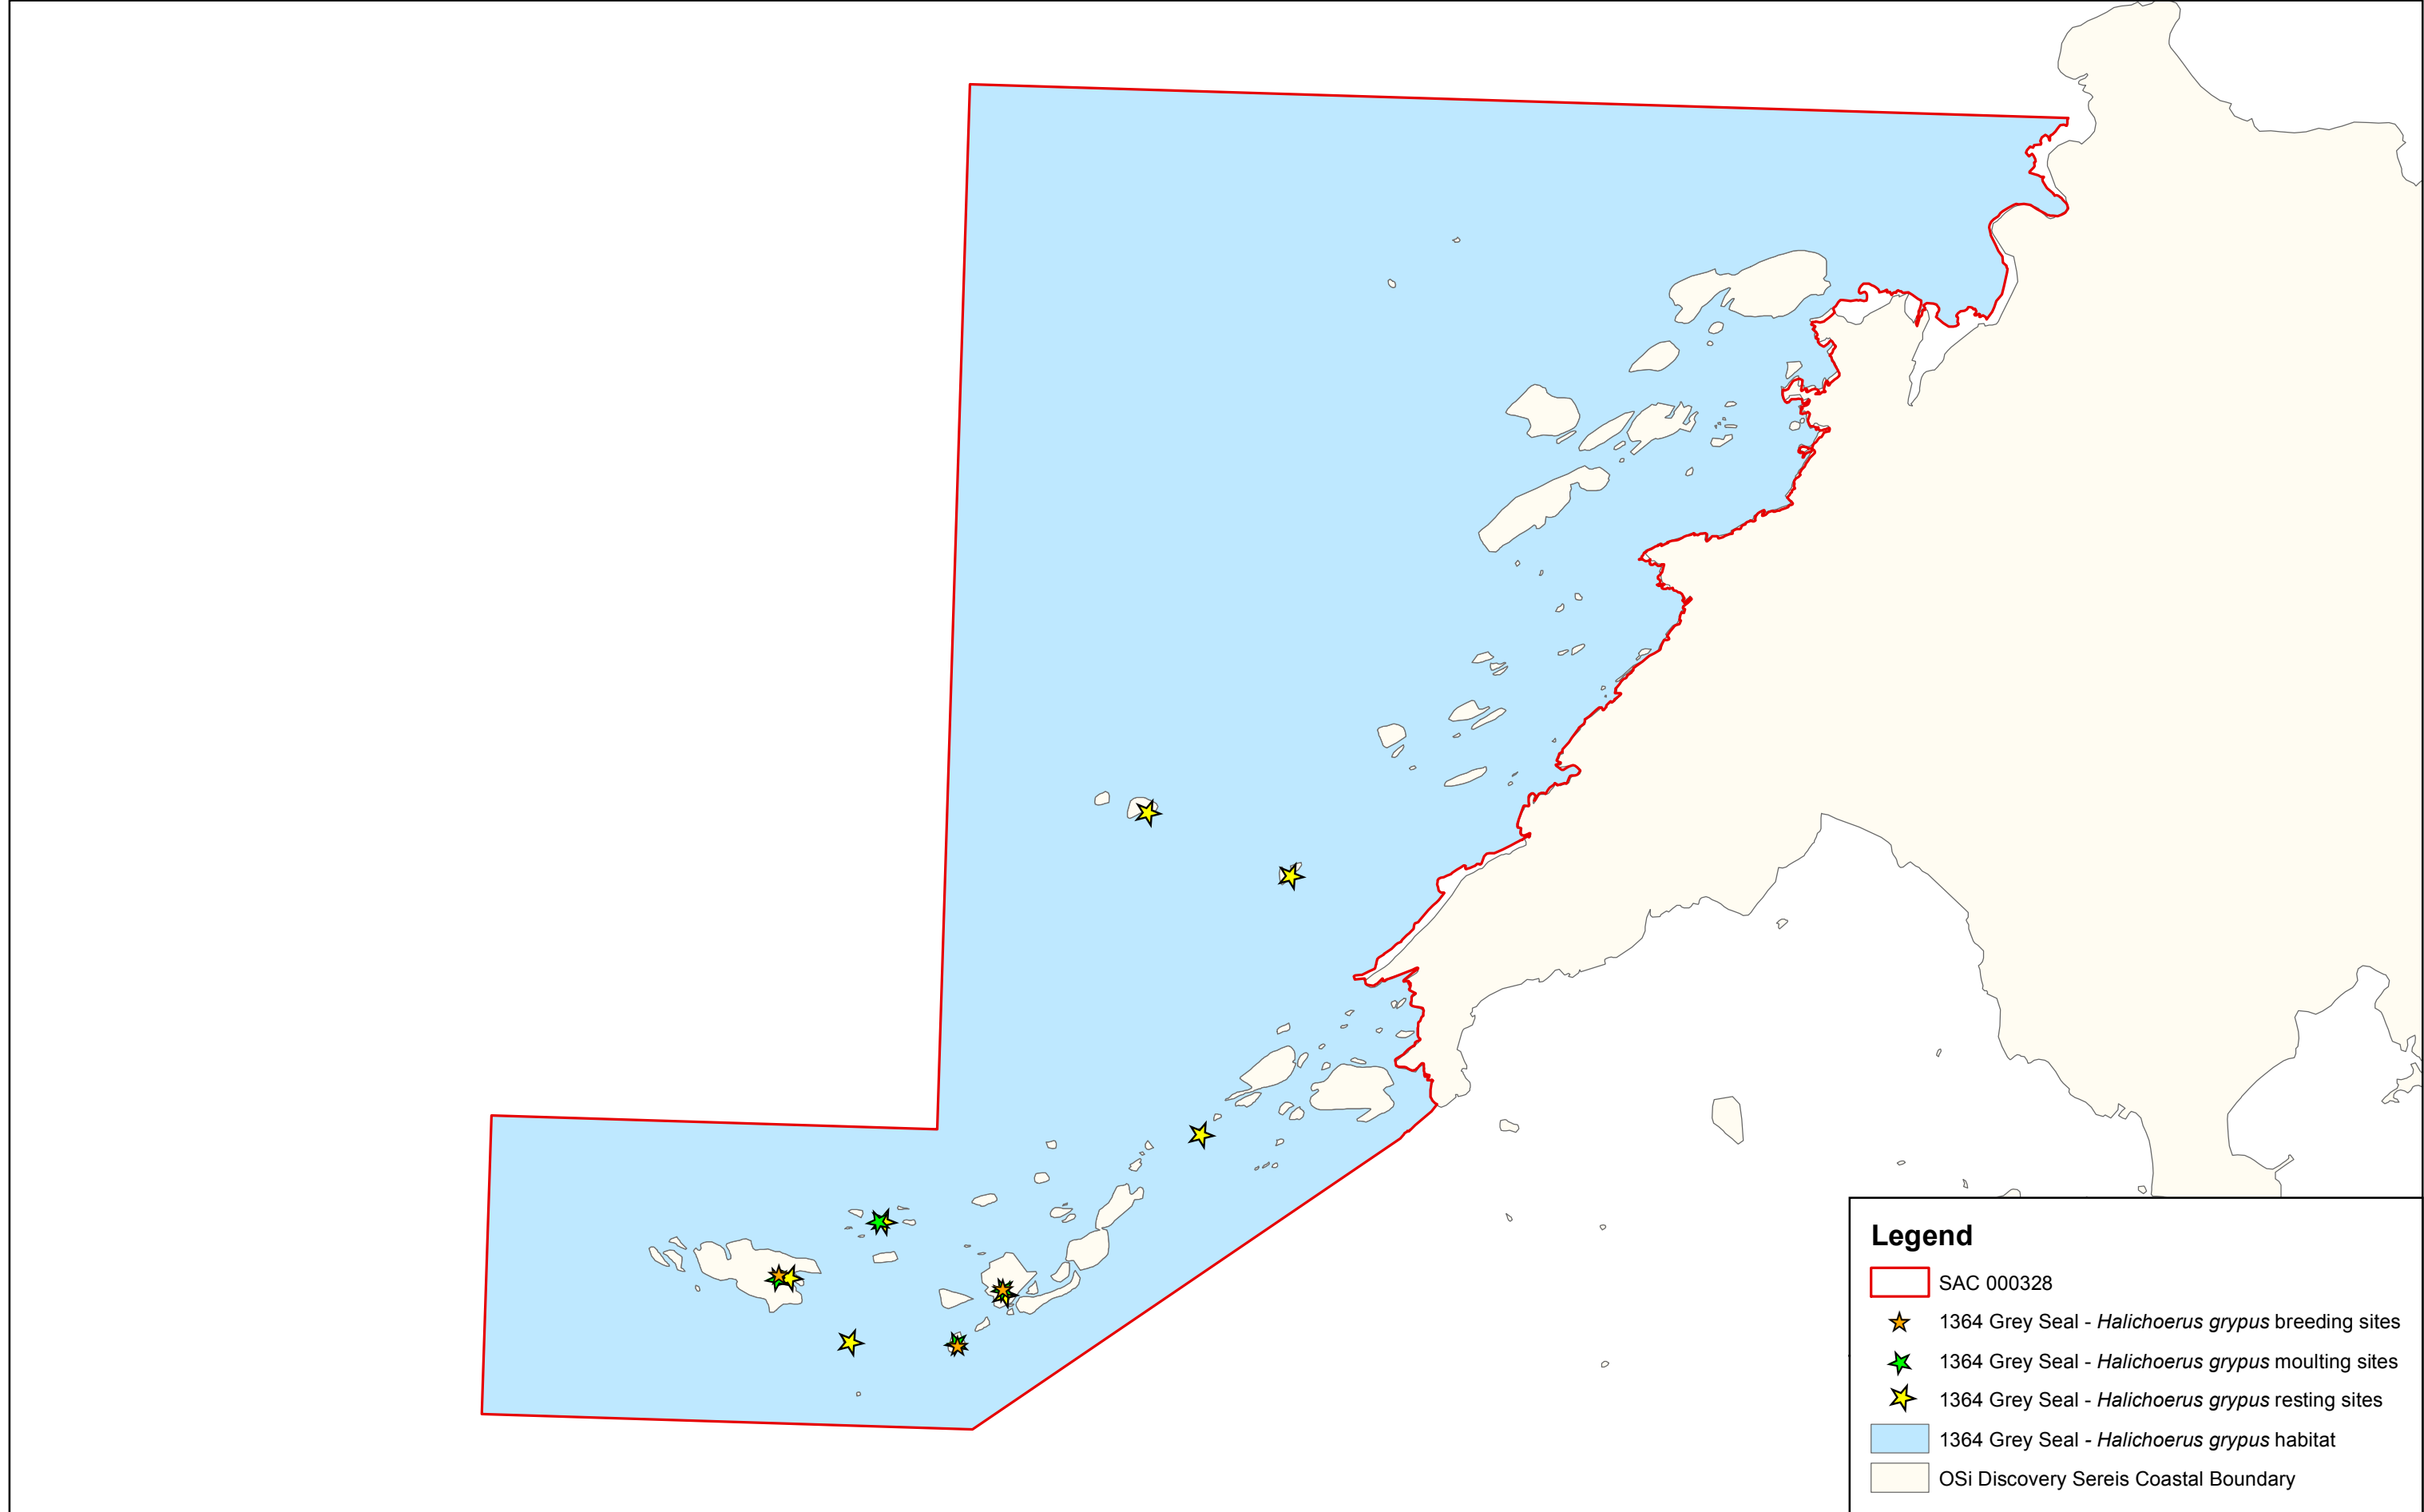 Legend
SAC 000328
1364 Grey Seal - Halichoerus grypus breeding sites
1364 Grey Seal - Halichoerus grypus moulting sites
1364 Grey Seal - Halichoerus grypus resting sites
1364 Grey Seal - Halichoerus grypus habitat
OSi Discovery Sereis Coastal Boundary